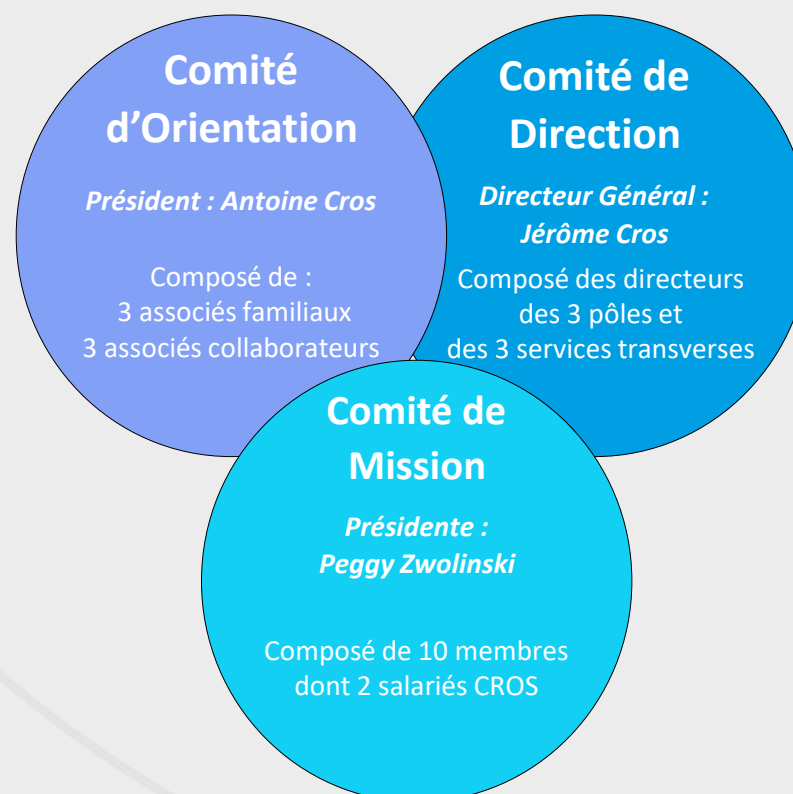 Comité
d’Orientation
Président : Antoine Cros
Composé de :
3 associés familiaux
3 associés collaborateurs
Comité de
Direction
Directeur Général :
Jérôme Cros
Composé des directeurs
des 3 pôles et
des 3 services transverses
Comité de
Mission
Présidente :
Peggy Zwolinski
Composé de 10 membres
dont 2 salariés CROS